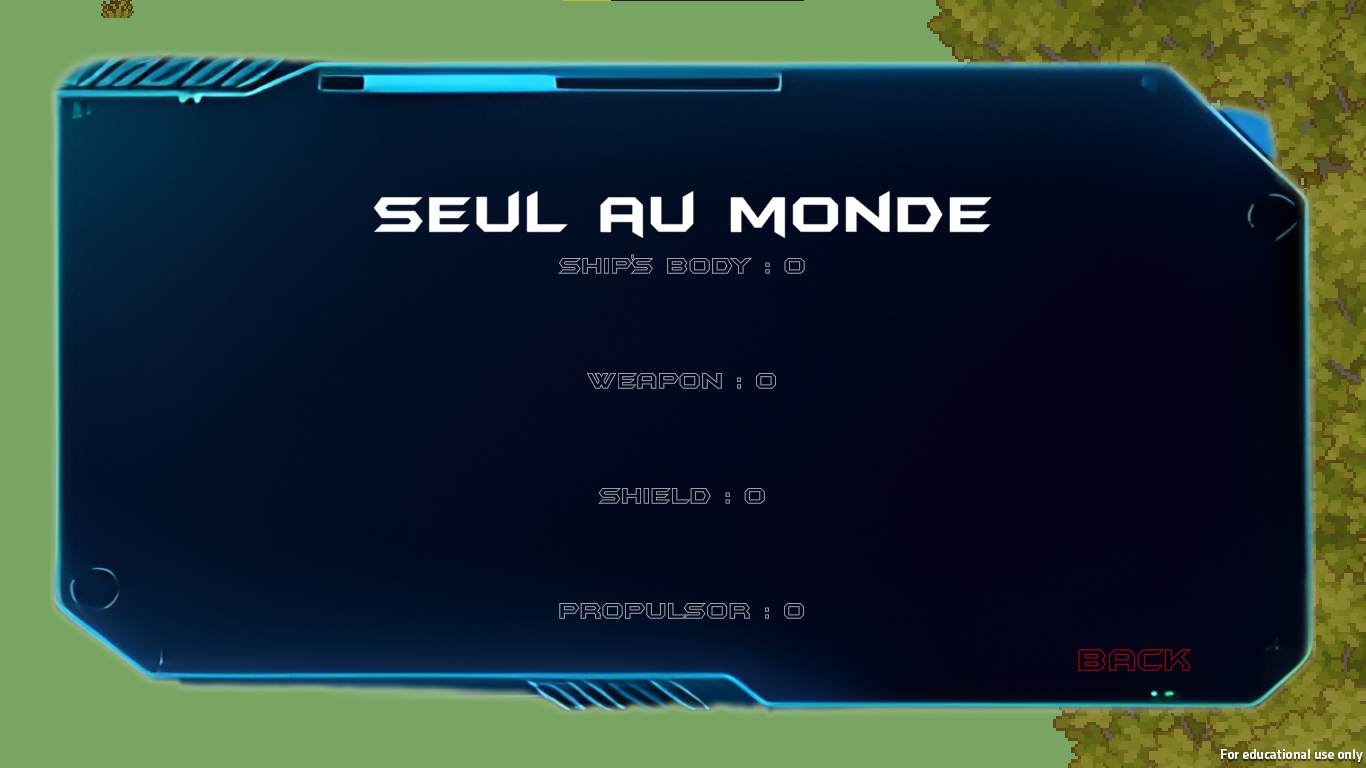 SEUL AU MONDE
SHIP'S BODY : 0
WEAPON : 0
SHIELD : 0
PROPULSOR : 0
BACK
For educational use only